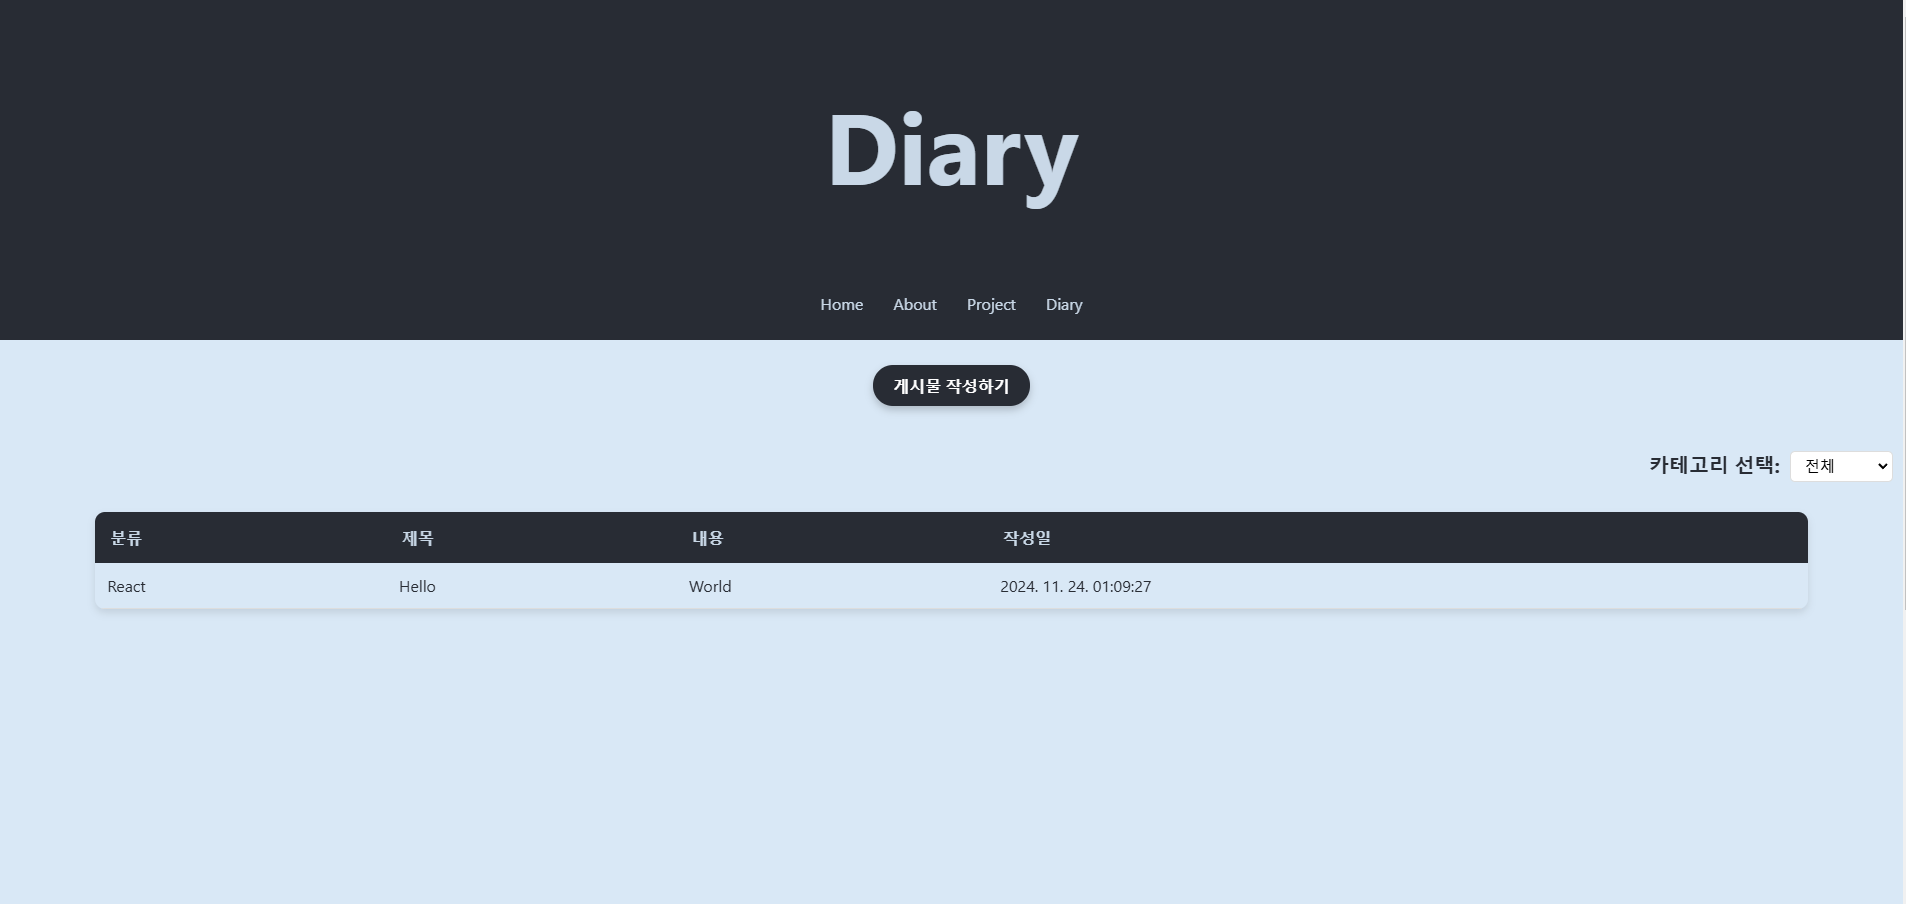 Diary
Home About Project Diary
게시물 작성하기
카테고리 선택: 전체
분류 제목 내용 작성일
React Hello World 2024. 11. 24. 01:09:27